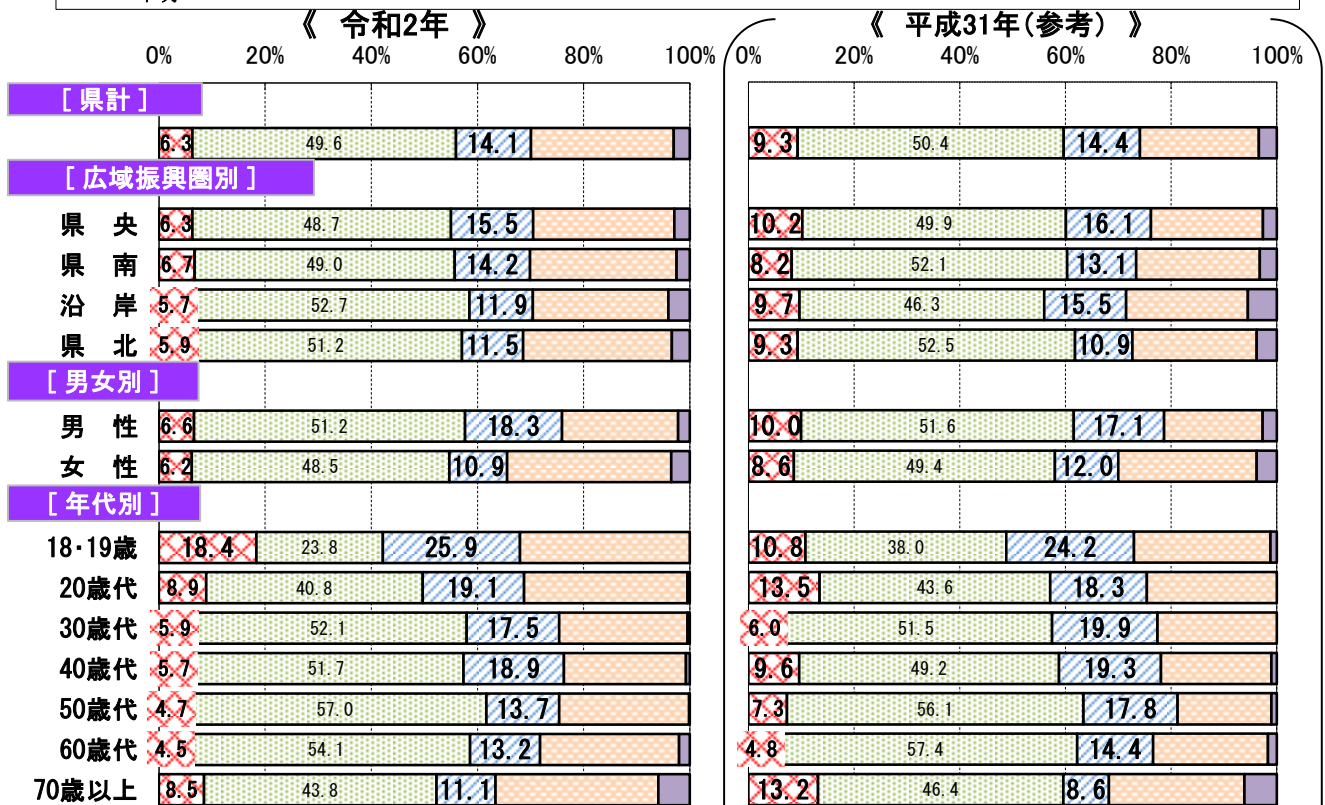 《 令和2年 》 《 平成31年(参考) 》
0% 20% 40% 60% 80% 100% 0% 20% 40% 60% 80% 100%
[ 県計 ]
6.3 49.6 14.1 9.3 50.4 14.4
[ 広域振興圏別 ]
県 央 6.3 48.7 15.5 10.2 49.9 16.1
県 南 6.7 49.0 14.2 8.2 52.1 13.1
沿 岸 5.7 52.7 11.9 9.7 46.3 15.5
県 北 5.9 51.2 11.5 9.3 52.5 10.9
[ 男女別 ]
男 性 6.6 51.2 18.3 10.0 51.6 17.1
女 性 6.2 48.5 10.9 8.6 49.4 12.0
[ 年代別 ]
18・19歳 18.4 23.8 25.9 10.8 38.0 24.2
20歳代 8.9 40.8 19.1 13.5 43.6 18.3
30歳代 5.9 52.1 17.5 6.0 51.5 19.9
40歳代 5.7 51.7 18.9 9.6 49.2 19.3
50歳代 4.7 57.0 13.7 7.3 56.1 17.8
60歳代 4.5 54.1 13.2 4.8 57.4 14.4
70歳以上 8.5 43.8 11.1 13.2 46.4 8.6